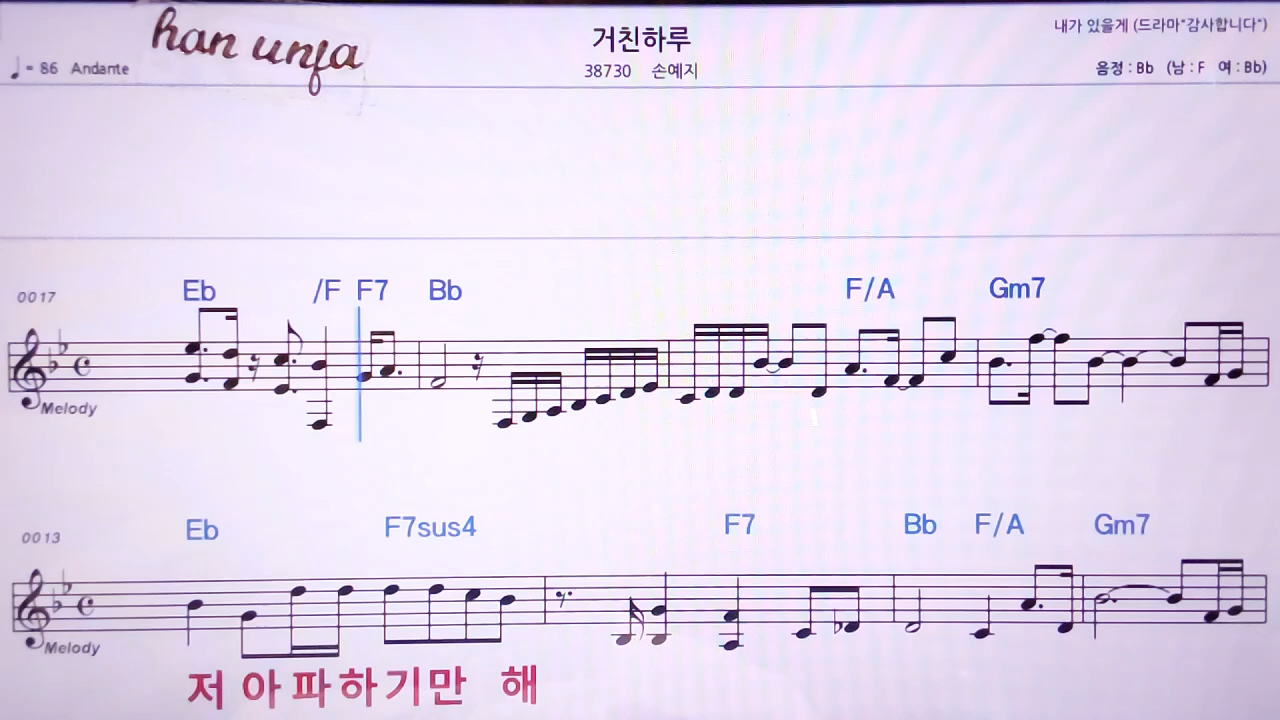 han unja
거친하루
내가 있을게 (드라마"감사합니다")
♩= 86 Andante
38730 손예지
음정 : Bb (남 : F 여 : Bb)
Eb /F F7 Bb F/A Gm7
0017
Melody
Eb F7sus4 F7 Bb F/A Gm7
0013
Melody
저 아파하기만 해